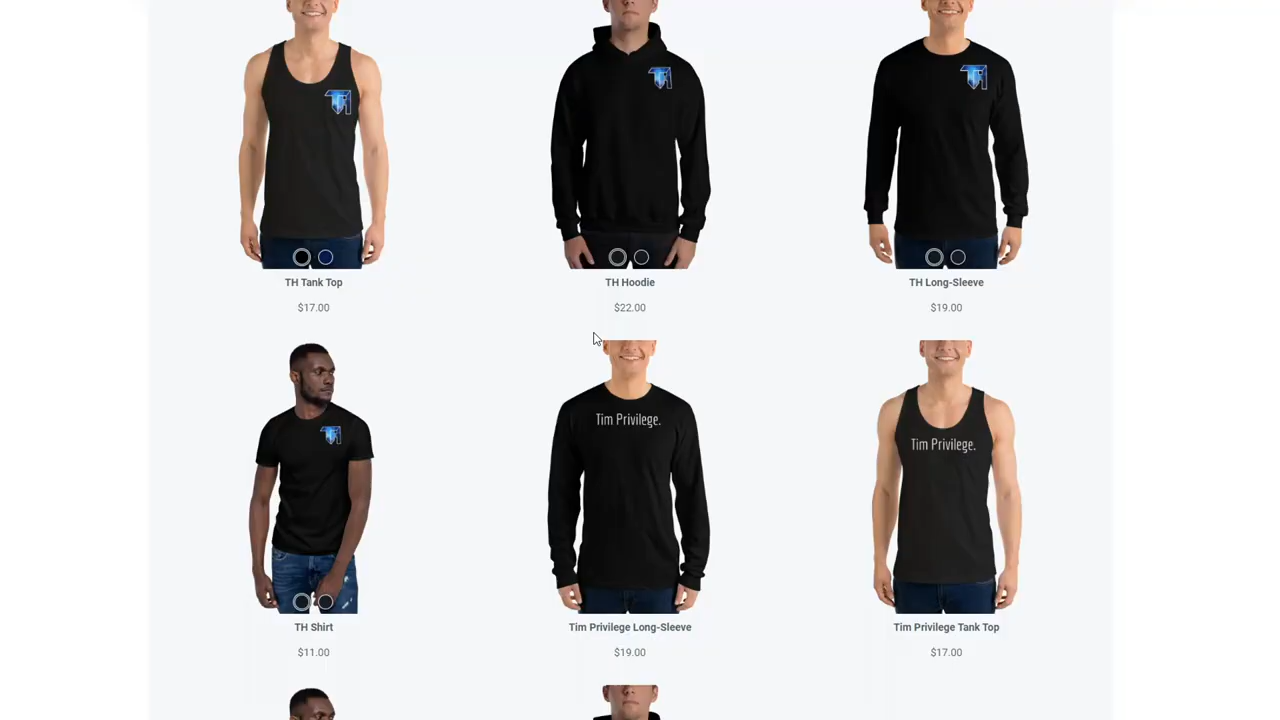 TH Tank Top
$17.00
TH Hoodie
$22.00
TH Long-Sleeve
$19.00
TH Shirt
$11.00
Tim Privilege.
Tim Privilege Long-Sleeve
$19.00
Tim Privilege.
Tim Privilege Tank Top
$17.00